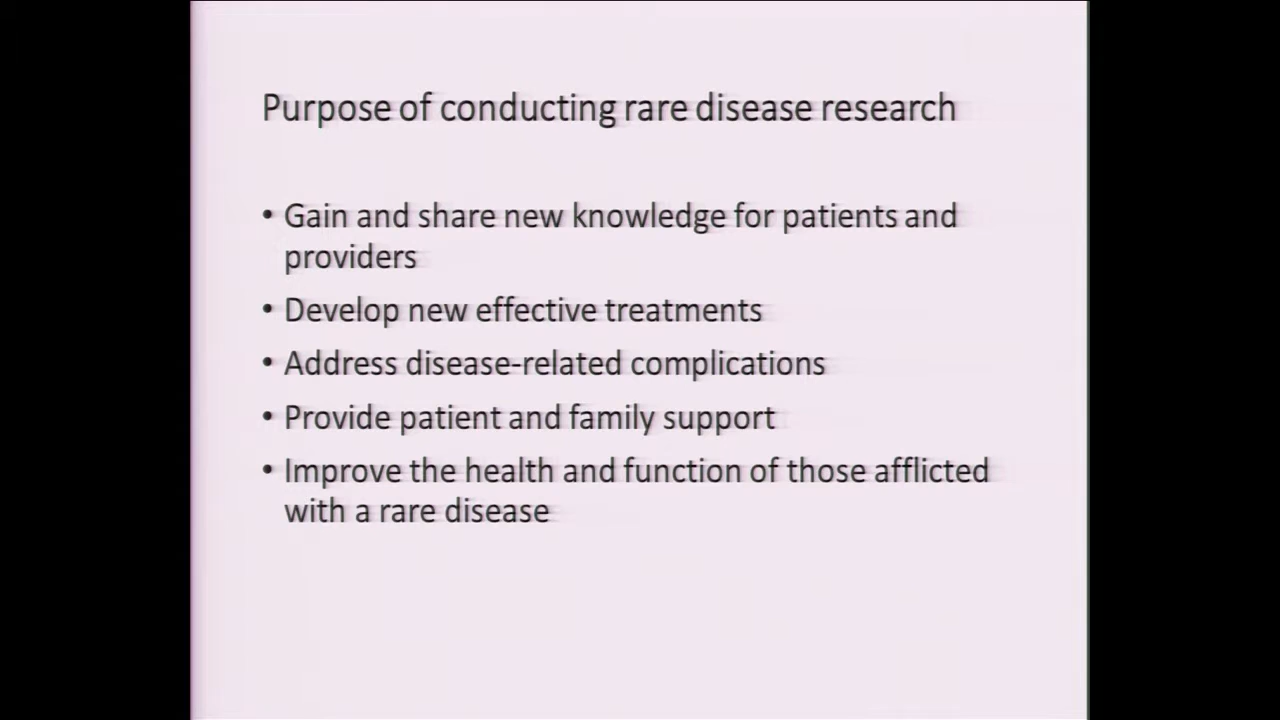 Purpose of conducting rare disease research
• Gain and share new knowledge for patients and
providers
• Develop new effective treatments
• Address disease-related complications
• Provide patient and family support
• Improve the health and function of those afflicted
with a rare disease